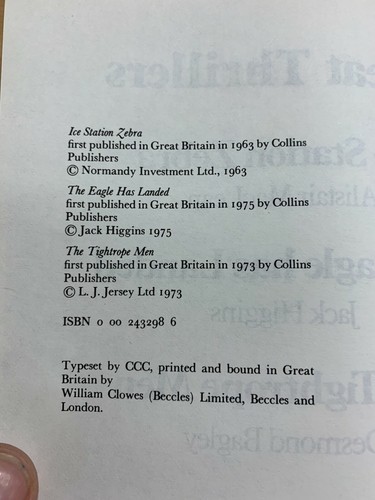 Ice Station Zebra
first published in Great Britain in 1963 by Collins
Publishers
© Normandy Investment Ltd., 1963
The Eagle Has Landed
first published in Great Britain in 1975 by Collins
Publishers
© Jack Higgins 1975
The Tightrope Men
first published in Great Britain in 1973 by Collins
Publishers
© L. J. Jersey Ltd 1973
ISBN 0 00 243298 6
Typeset by CCC, printed and bound in Great
Britain by
William Clowes (Beccles) Limited, Beccles and
London.